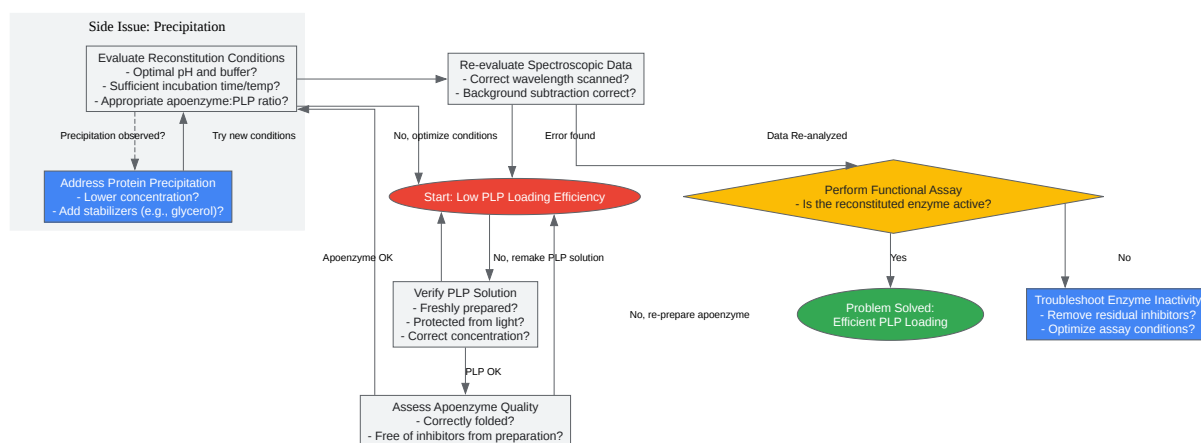 Side Issue: Precipitation
Evaluate Reconstitution Conditions
- Optimal pH and buffer?
- Sufficient incubation time/temp?
- Appropriate apoenzyme:PLP ratio?
Re-evaluate Spectroscopic Data
- Correct wavelength scanned?
- Background subtraction correct?
Precipitation observed?
Try new conditions
No, optimize conditions
Error found
Data Re-analyzed
Address Protein Precipitation
- Lower concentration?
- Add stabilizers (e.g., glycerol)?
Start: Low PLP Loading Efficiency
Perform Functional Assay
- Is the reconstituted enzyme active?
Apoenzyme OK
No, remake PLP solution
Yes
No
Verify PLP Solution
- Freshly prepared?
- Protected from light?
- Correct concentration?
No, re-prepare apoenzyme
Problem Solved:
Efficient PLP Loading
Troubleshoot Enzyme Inactivity
- Remove residual inhibitors?
- Optimize assay conditions?
PLP OK
Assess Apoenzyme Quality
- Correctly folded?
- Free of inhibitors from preparation?